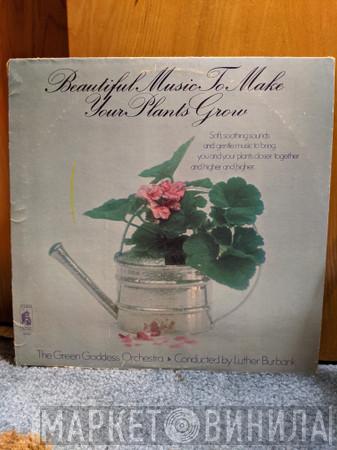 Beautiful Music To Make
Your Plants Grow
Soft, soothing sounds
and gentle music to bring
you and your plants closer together
and higher and higher.
The Green Goddess Orchestra • Conducted by Luther Burbank
МАРКЕТ ВИНИЛА